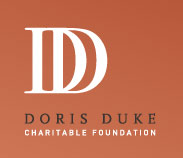 DD
DORIS DUKE
CHARITABLE FOUNDATION